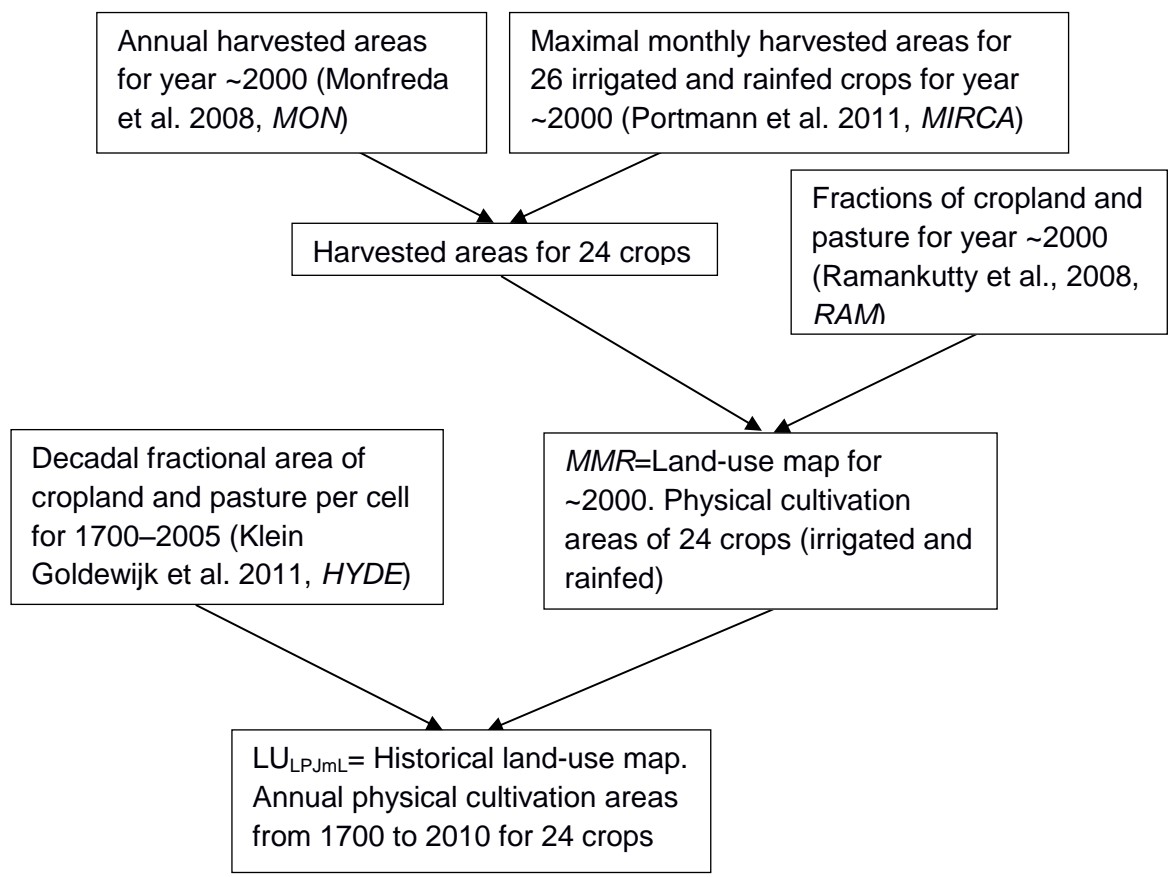 Annual harvested areas
for year ~2000 (Monfreda
et al. 2008, MON)
Maximal monthly harvested areas for
26 irrigated and rainfed crops for year
~2000 (Portmann et al. 2011, MIRCA)
Fractions of cropland and
pasture for year ~2000
(Ramankutty et al., 2008,
RAM)
Harvested areas for 24 crops
Decadal fractional area of
cropland and pasture per cell
for 1700–2005 (Klein
Goldewijk et al. 2011, HYDE)
MMR=Land-use map for
~2000. Physical cultivation
areas of 24 crops (irrigated and
rainfed)
LULPJmL= Historical land-use map.
Annual physical cultivation areas
from 1700 to 2010 for 24 crops